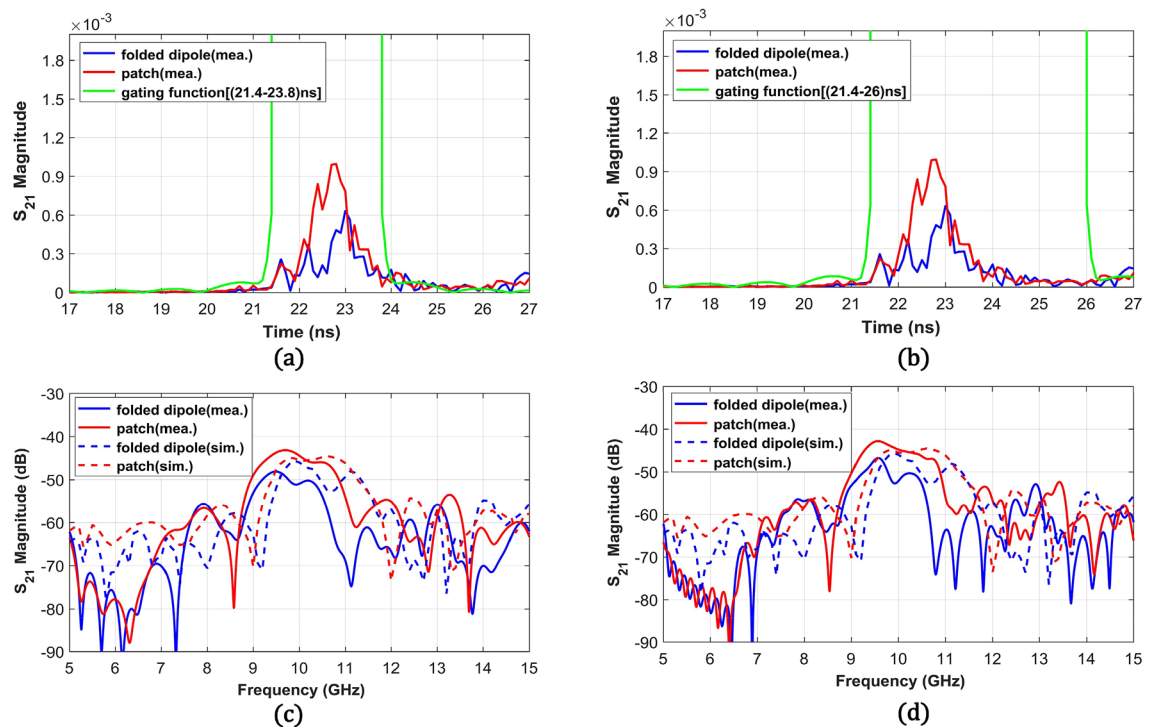 ×10⁻³
folded dipole(mea.)
patch(mea.)
gating function[(21.4-23.8)ns]
S₂₁ Magnitude
1.8
1.5
1.2
0.9
0.6
0.3
0
17 18 19 20 21 22 23 24 25 26 27
Time (ns)
(a)
×10⁻³
folded dipole(mea.)
patch(mea.)
gating function[(21.4-26)ns]
S₂₁ Magnitude
1.8
1.5
1.2
0.9
0.6
0.3
0
17 18 19 20 21 22 23 24 25 26 27
Time (ns)
(b)
folded dipole(mea.)
patch(mea.)
folded dipole(sim.)
patch(sim.)
S₂₁ Magnitude (dB)
-30
-40
-50
-60
-70
-80
-90
5 6 7 8 9 10 11 12 13 14 15
Frequency (GHz)
(c)
folded dipole(mea.)
patch(mea.)
folded dipole(sim.)
patch(sim.)
S₂₁ Magnitude (dB)
-30
-40
-50
-60
-70
-80
-90
5 6 7 8 9 10 11 12 13 14 15
Frequency (GHz)
(d)